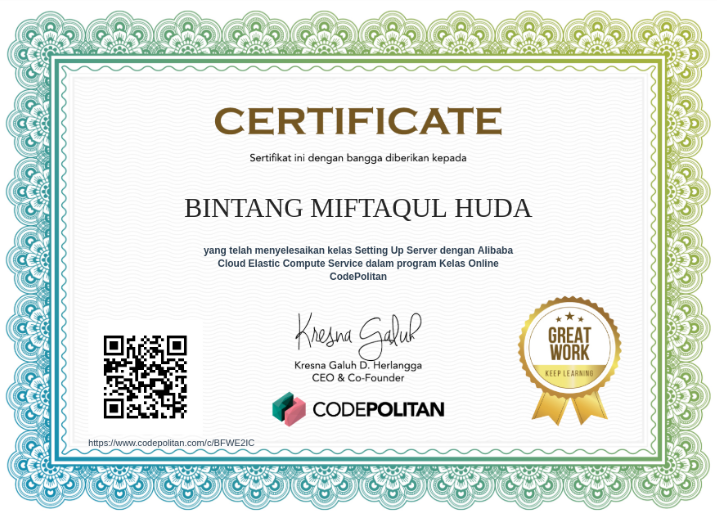 CERTIFICATE
Sertifikat ini dengan bangga diberikan kepada
BINTANG MIFTAQUL HUDA
yang telah menyelesaikan kelas Setting Up Server dengan Alibaba
Cloud Elastic Compute Service dalam program Kelas Online
CodePolitan
Kresna Galuh
Kresna Galuh D. Herlangga
CEO & Co-Founder
CODEPOLITAN
GREAT
WORK
KEEP LEARNING
https://www.codepolitan.com/c/BFWE2IC